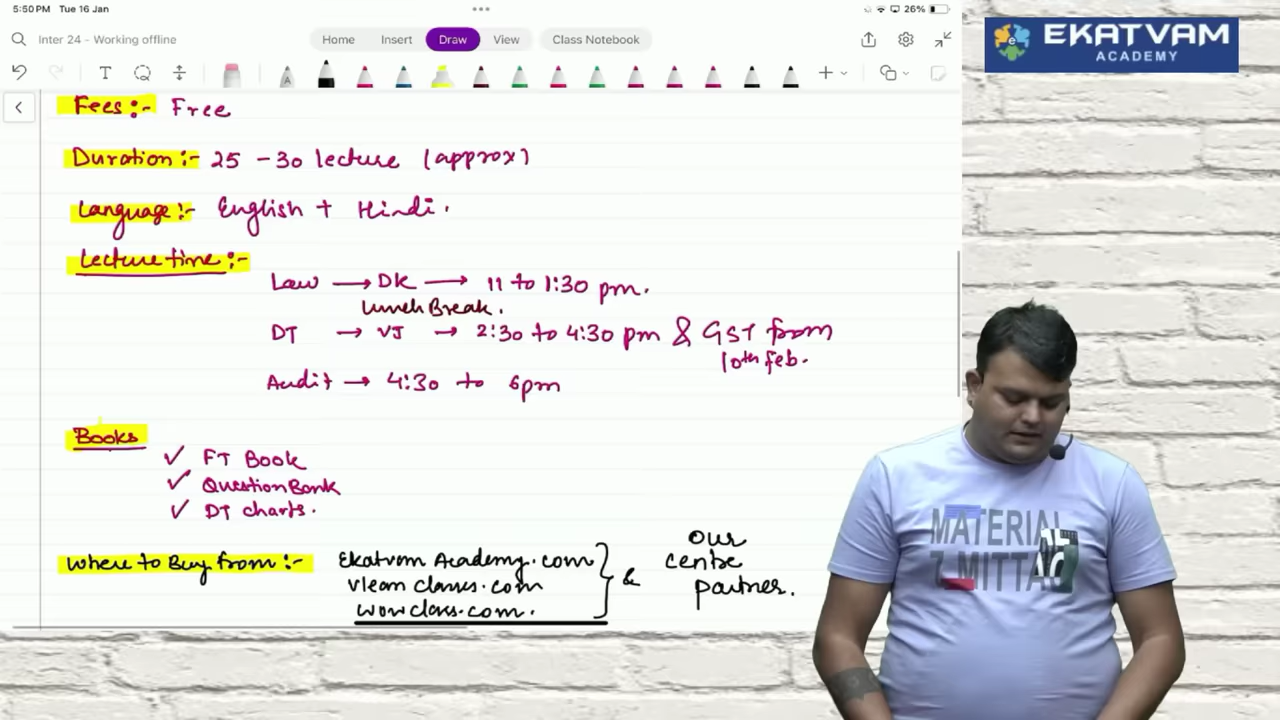 5:50 PM Tue 16 Jan
26%
Inter 24 - Working offline
Home Insert Draw View Class Notebook
EKATVAM
ACADEMY
Fees :- Free
Duration :- 25 - 30 lecture (approx)
Language :- English + Hindi.
Lecture time :-
Law → DK → 11 to 1:30 pm.
Lunch Break.
DT → VJ → 2:30 to 4:30 pm & GST from
10th feb.
Audit → 4:30 to 6pm
Books
✓ FT Book
✓ Question Bank
✓ DT charts.
Where to Buy from :- Ekatvam Academy.com
Vlearn classes.com
wowclass.com.
& Our
centre
partner.
MATERIAL